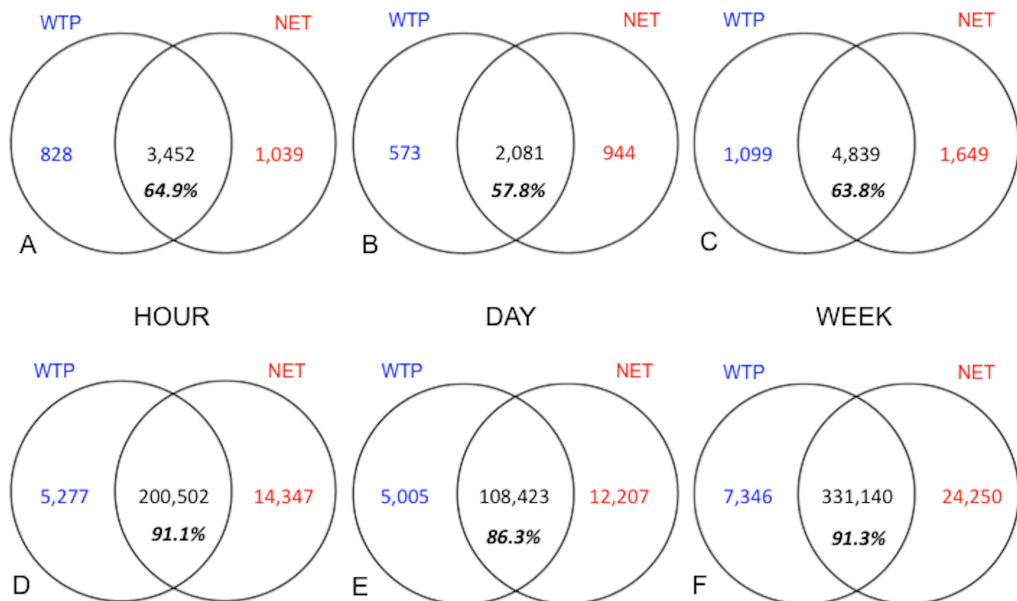 WTP NET WTP NET WTP NET
828 3,452 1,039 573 2,081 944 1,099 4,839 1,649
64.9% 57.8% 63.8%
A B C
HOUR DAY WEEK
WTP NET WTP NET WTP NET
5,277 200,502 14,347 5,005 108,423 12,207 7,346 331,140 24,250
91.1% 86.3% 91.3%
D E F